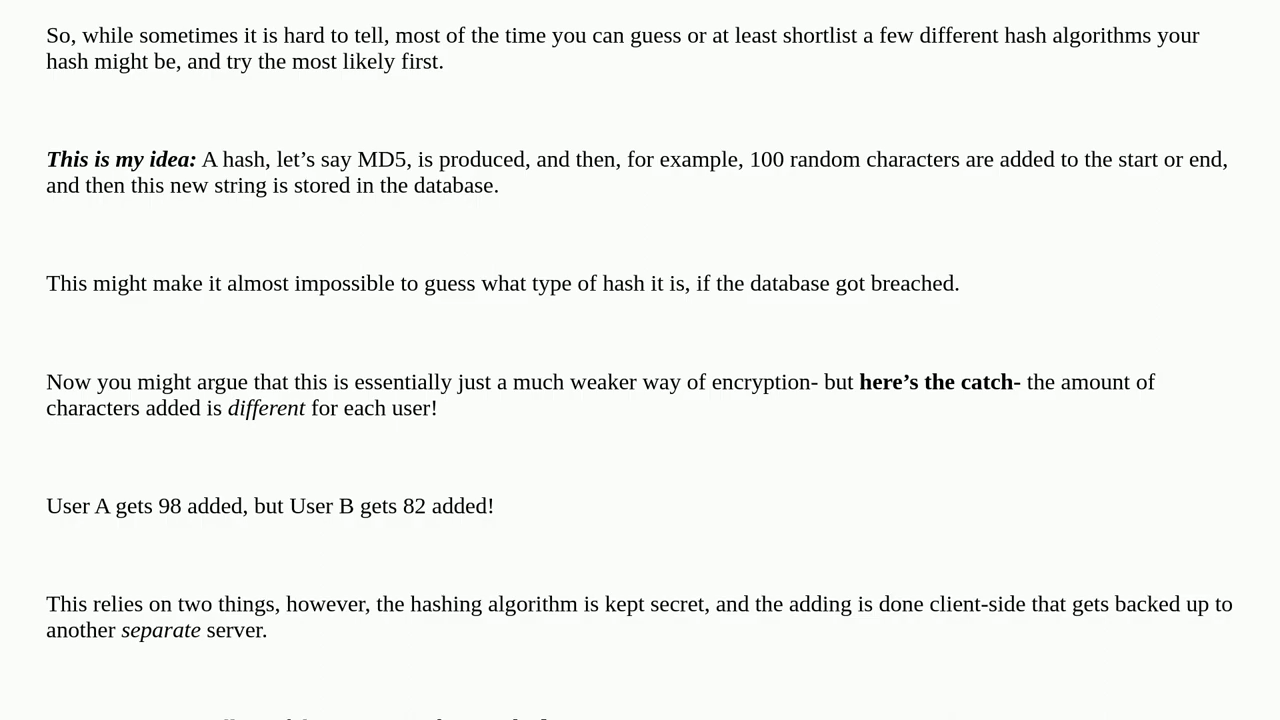 So, while sometimes it is hard to tell, most of the time you can guess or at least shortlist a few different hash algorithms your
hash might be, and try the most likely first.
This is my idea: A hash, let’s say MD5, is produced, and then, for example, 100 random characters are added to the start or end,
and then this new string is stored in the database.
This might make it almost impossible to guess what type of hash it is, if the database got breached.
Now you might argue that this is essentially just a much weaker way of encryption- but here’s the catch- the amount of
characters added is different for each user!
User A gets 98 added, but User B gets 82 added!
This relies on two things, however, the hashing algorithm is kept secret, and the adding is done client-side that gets backed up to
another separate server.